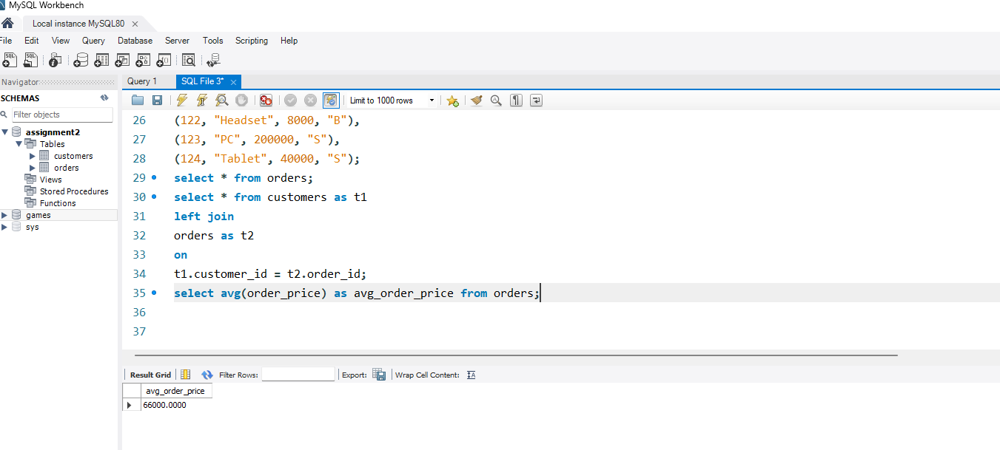 MySQL Workbench
Local instance MySQL80
File Edit View Query Database Server Tools Scripting Help
Navigator
Query 1 SQL File 3*
SCHEMAS
Limit to 1000 rows
Filter objects
assignment2
Tables
customers
orders
Views
Stored Procedures
Functions
games
sys
26 (122, "Headset", 8000, "B"),
27 (123, "PC", 200000, "S"),
28 (124, "Tablet", 40000, "S");
29 select * from orders;
30 select * from customers as t1
31 left join
32 orders as t2
33 on
34 t1.customer_id = t2.order_id;
35 select avg(order_price) as avg_order_price from orders;
36
37
Result Grid Filter Rows: Export: Wrap Cell Content:
avg_order_price
66000.0000